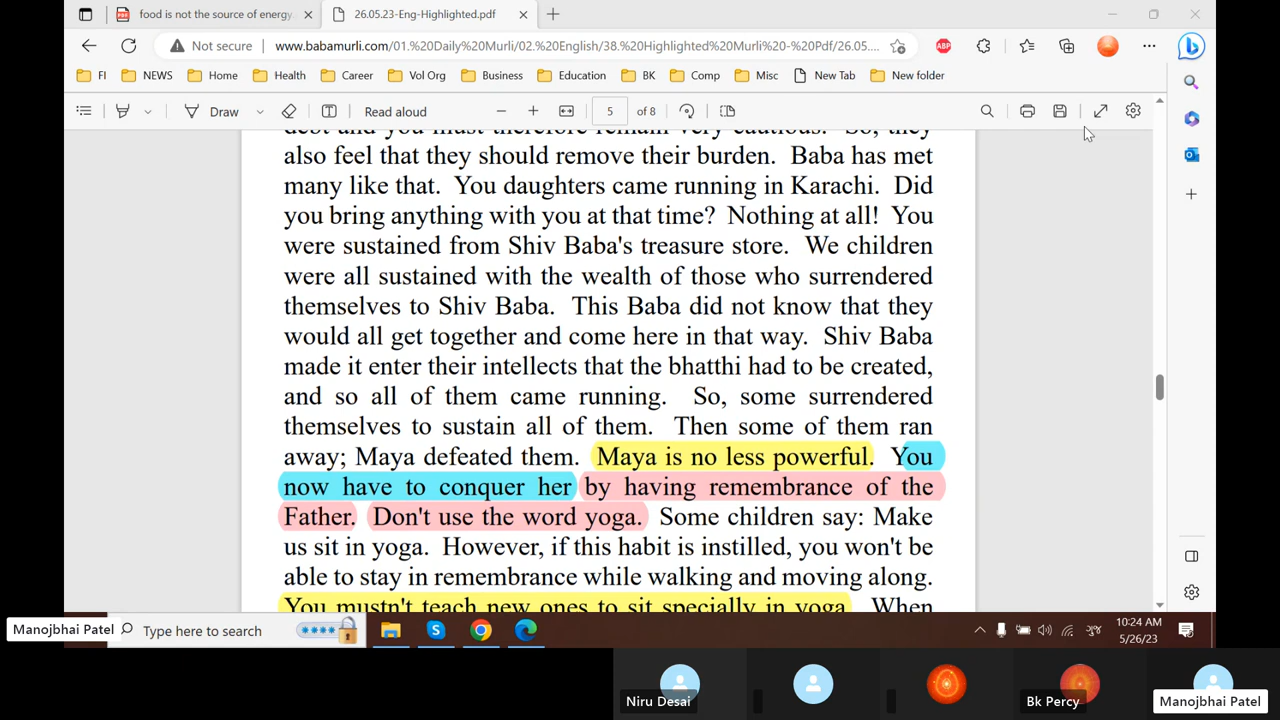 food is not the source of energy
26.05.23-Eng-Highlighted.pdf
Not secure
www.babamurli.com/01.%20Daily%20Murli/02.%20English/38.%20Highlighted%20Murli%20-%20Pdf/26.05....
ABP
FI
NEWS
Home
Health
Career
Vol Org
Business
Education
BK
Comp
Misc
New Tab
New folder
Draw
Read aloud
5
of 8
debt and you must therefore remain very cautious. So, they
also feel that they should remove their burden. Baba has met
many like that. You daughters came running in Karachi. Did
you bring anything with you at that time? Nothing at all! You
were sustained from Shiv Baba's treasure store. We children
were all sustained with the wealth of those who surrendered
themselves to Shiv Baba. This Baba did not know that they
would all get together and come here in that way. Shiv Baba
made it enter their intellects that the bhatthi had to be created,
and so all of them came running. So, some surrendered
themselves to sustain all of them. Then some of them ran
away; Maya defeated them. Maya is no less powerful. You
now have to conquer her by having remembrance of the
Father. Don't use the word yoga. Some children say: Make
us sit in yoga. However, if this habit is instilled, you won't be
able to stay in remembrance while walking and moving along.
You mustn't teach new ones to sit specially in yoga. When
Manojbhai Patel
Type here to search
10:24 AM
5/26/23
Niru Desai
Bk Percy
Manojbhai Patel